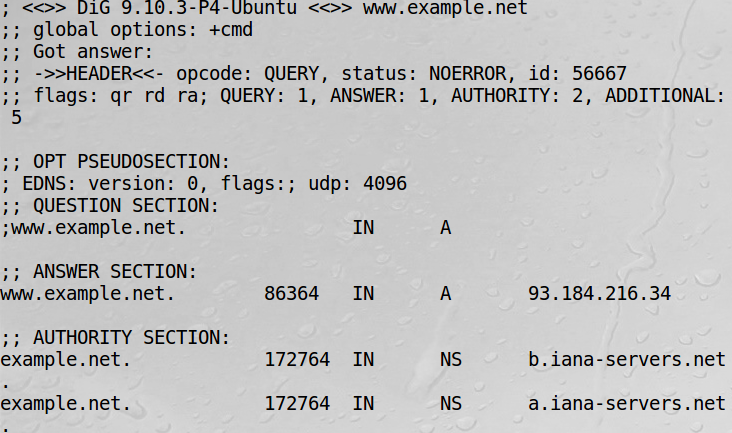 ; <<>> DiG 9.10.3-P4-Ubuntu <<>> www.example.net
;; global options: +cmd
;; Got answer:
;; ->>HEADER<<- opcode: QUERY, status: NOERROR, id: 56667
;; flags: qr rd ra; QUERY: 1, ANSWER: 1, AUTHORITY: 2, ADDITIONAL:
 5

;; OPT PSEUDOSECTION:
; EDNS: version: 0, flags:; udp: 4096
;; QUESTION SECTION:
;www.example.net.               IN      A

;; ANSWER SECTION:
www.example.net.        86364   IN      A       93.184.216.34

;; AUTHORITY SECTION:
example.net.            172764  IN      NS      b.iana-servers.net
.
example.net.            172764  IN      NS      a.iana-servers.net
.